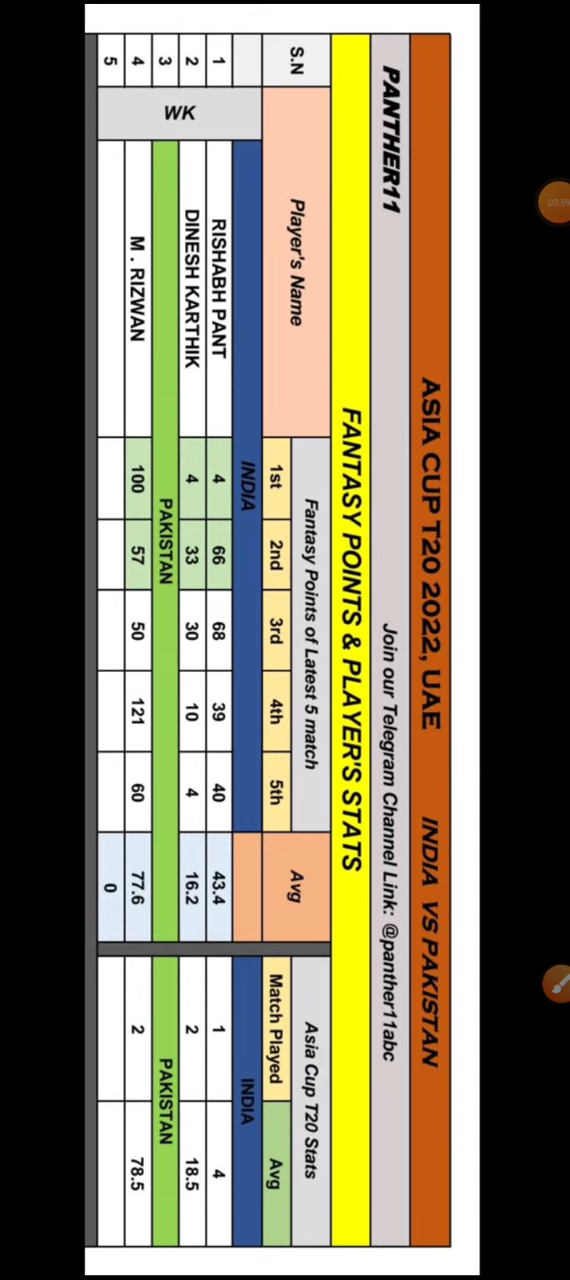 ASIA CUP T20 2022, UAE INDIA VS PAKISTAN
PANTHER11 Join our Telegram Channel Link: @panther11abc
FANTASY POINTS & PLAYER'S STATS
S.N Player's Name Fantasy Points of Latest 5 match Avg Asia Cup T20 Stats
1st 2nd 3rd 4th 5th Match Played Avg
WK INDIA INDIA
1 RISHABH PANT 4 66 68 39 40 43.4 1 4
2 DINESH KARTHIK 4 33 30 10 4 16.2 2 18.5
3 PAKISTAN PAKISTAN
4 M . RIZWAN 100 57 50 121 60 77.6 2 78.5
5 0
03:59